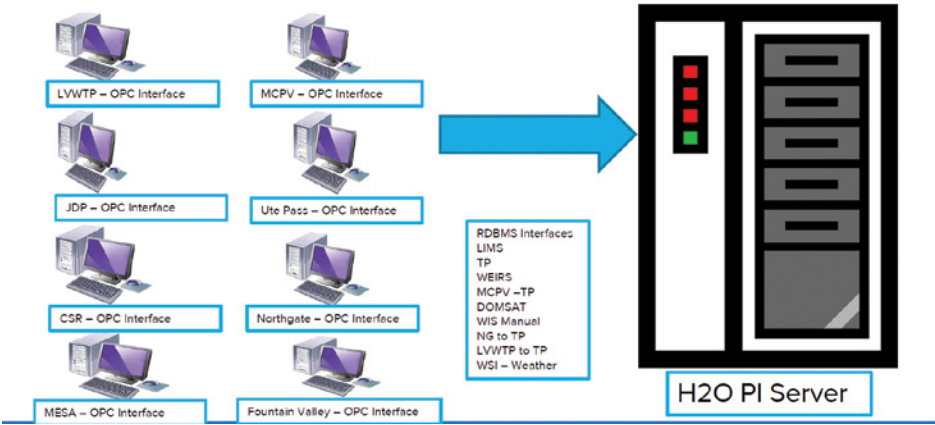 LVWTP – OPC Interface
MCPV – OPC Interface
JDP – OPC Interface
Ute Pass – OPC Interface
CSR – OPC Interface
Northgate – OPC Interface
MESA – OPC Interface
Fountain Valley – OPC Interface
RDBMS Interfaces
LIMS
TP
WEIRS
MCPV –TP
DOMSAT
WIS Manual
NG to TP
LVWTP to TP
WSI – Weather
H2O PI Server